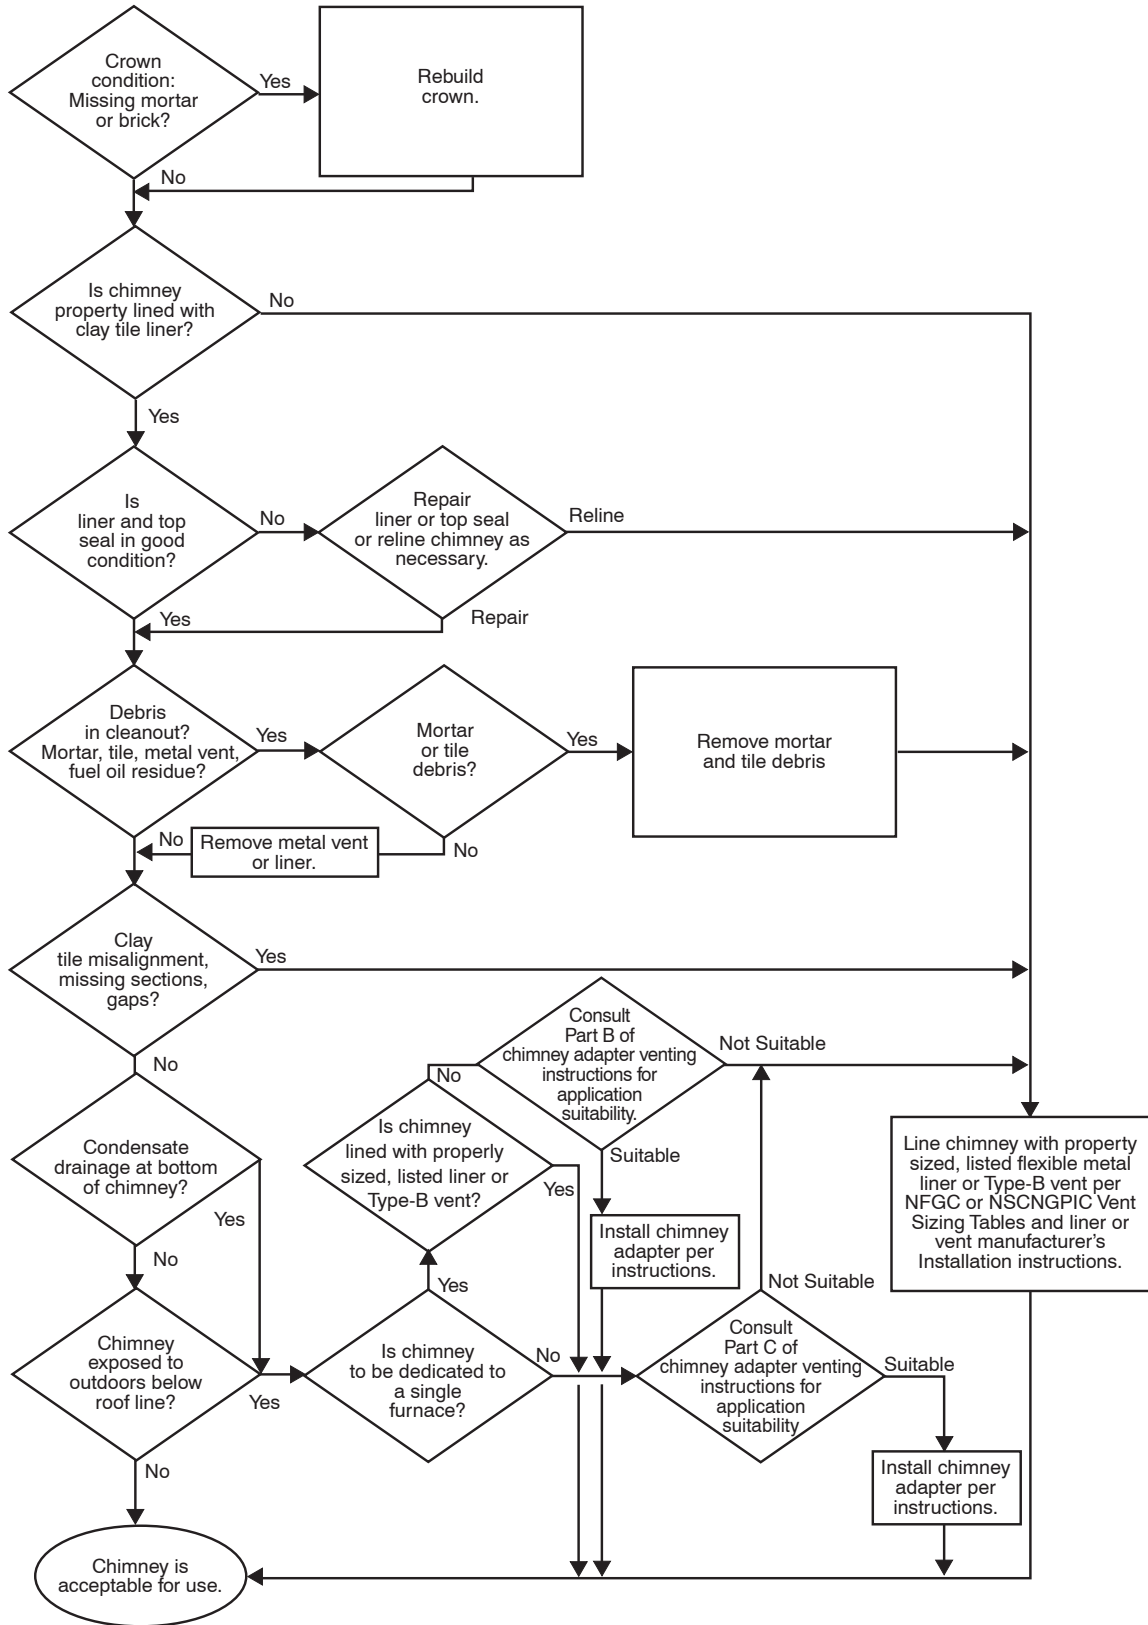 Crown
condition:
Missing mortar
or brick?
Yes
Rebuild
crown.
No
Is chimney
property lined with
clay tile liner?
No
Yes
Is
liner and top
seal in good
condition?
No
Repair
liner or top seal
or reline chimney as
necessary.
Reline
Yes
Repair
Debris
in cleanout?
Mortar, tile, metal vent,
fuel oil residue?
Yes
Mortar
or tile
debris?
Yes
Remove mortar
and tile debris
No
Remove metal vent
or liner.
No
Clay
tile misalignment,
missing sections,
gaps?
Yes
No
Consult
Part B of
chimney adapter venting
instructions for
application
suitability.
Not Suitable
No
Suitable
Is chimney
lined with properly
sized, listed liner or
Type-B vent?
Yes
Condensate
drainage at bottom
of chimney?
Yes
No
Install chimney
adapter per
instructions.
Line chimney with property
sized, listed flexible metal
liner or Type-B vent per
NFGC or NSCNGPIC Vent
Sizing Tables and liner or
vent manufacturer's
Installation instructions.
Yes
Not Suitable
Chimney
exposed to
outdoors below
roof line?
Yes
Is chimney
to be dedicated to
a single
furnace?
No
Consult
Part C of
chimney adapter venting
instructions for
application
suitability
Suitable
No
Install chimney
adapter per
instructions.
Chimney is
acceptable for use.